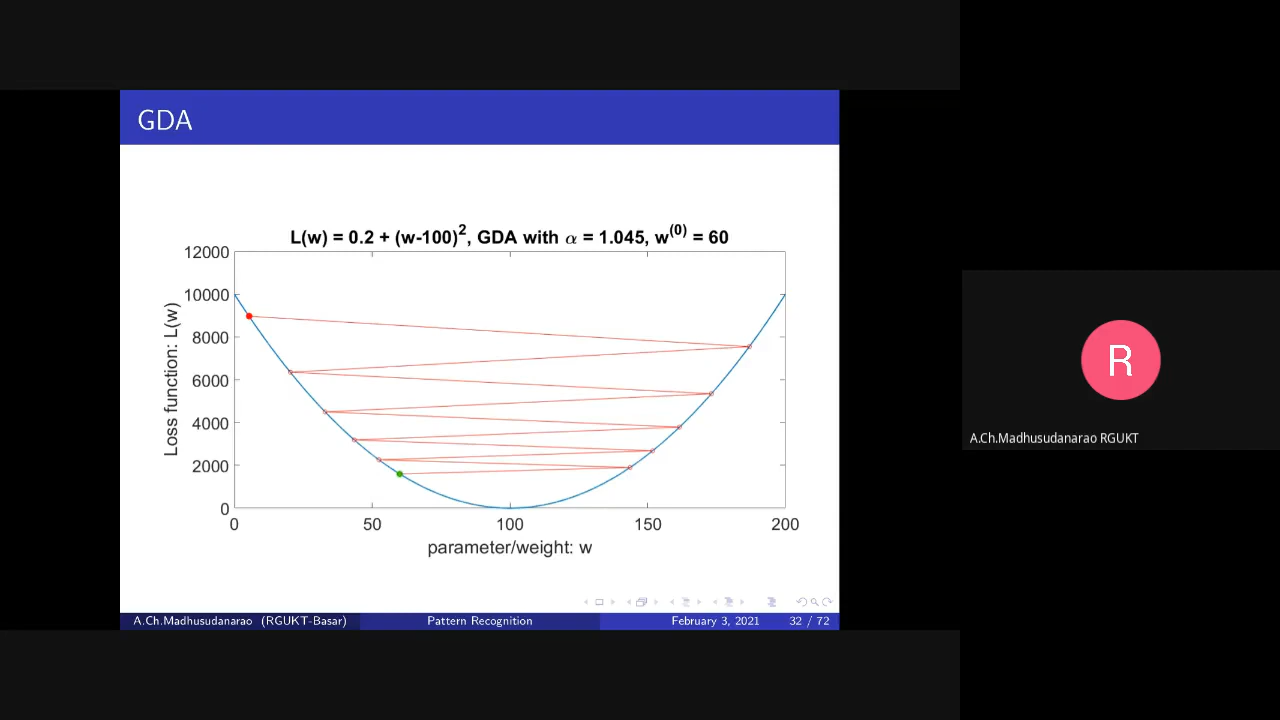 GDA
L(w) = 0.2 + (w-100)², GDA with α = 1.045, w⁽⁰⁾ = 60
12000
10000
8000
6000
4000
2000
0
Loss function: L(w)
0 50 100 150 200
parameter/weight: w
A.Ch.Madhusudanarao (RGUKT-Basar) Pattern Recognition February 3, 2021 32 / 72
R
A.Ch.Madhusudanarao RGUKT